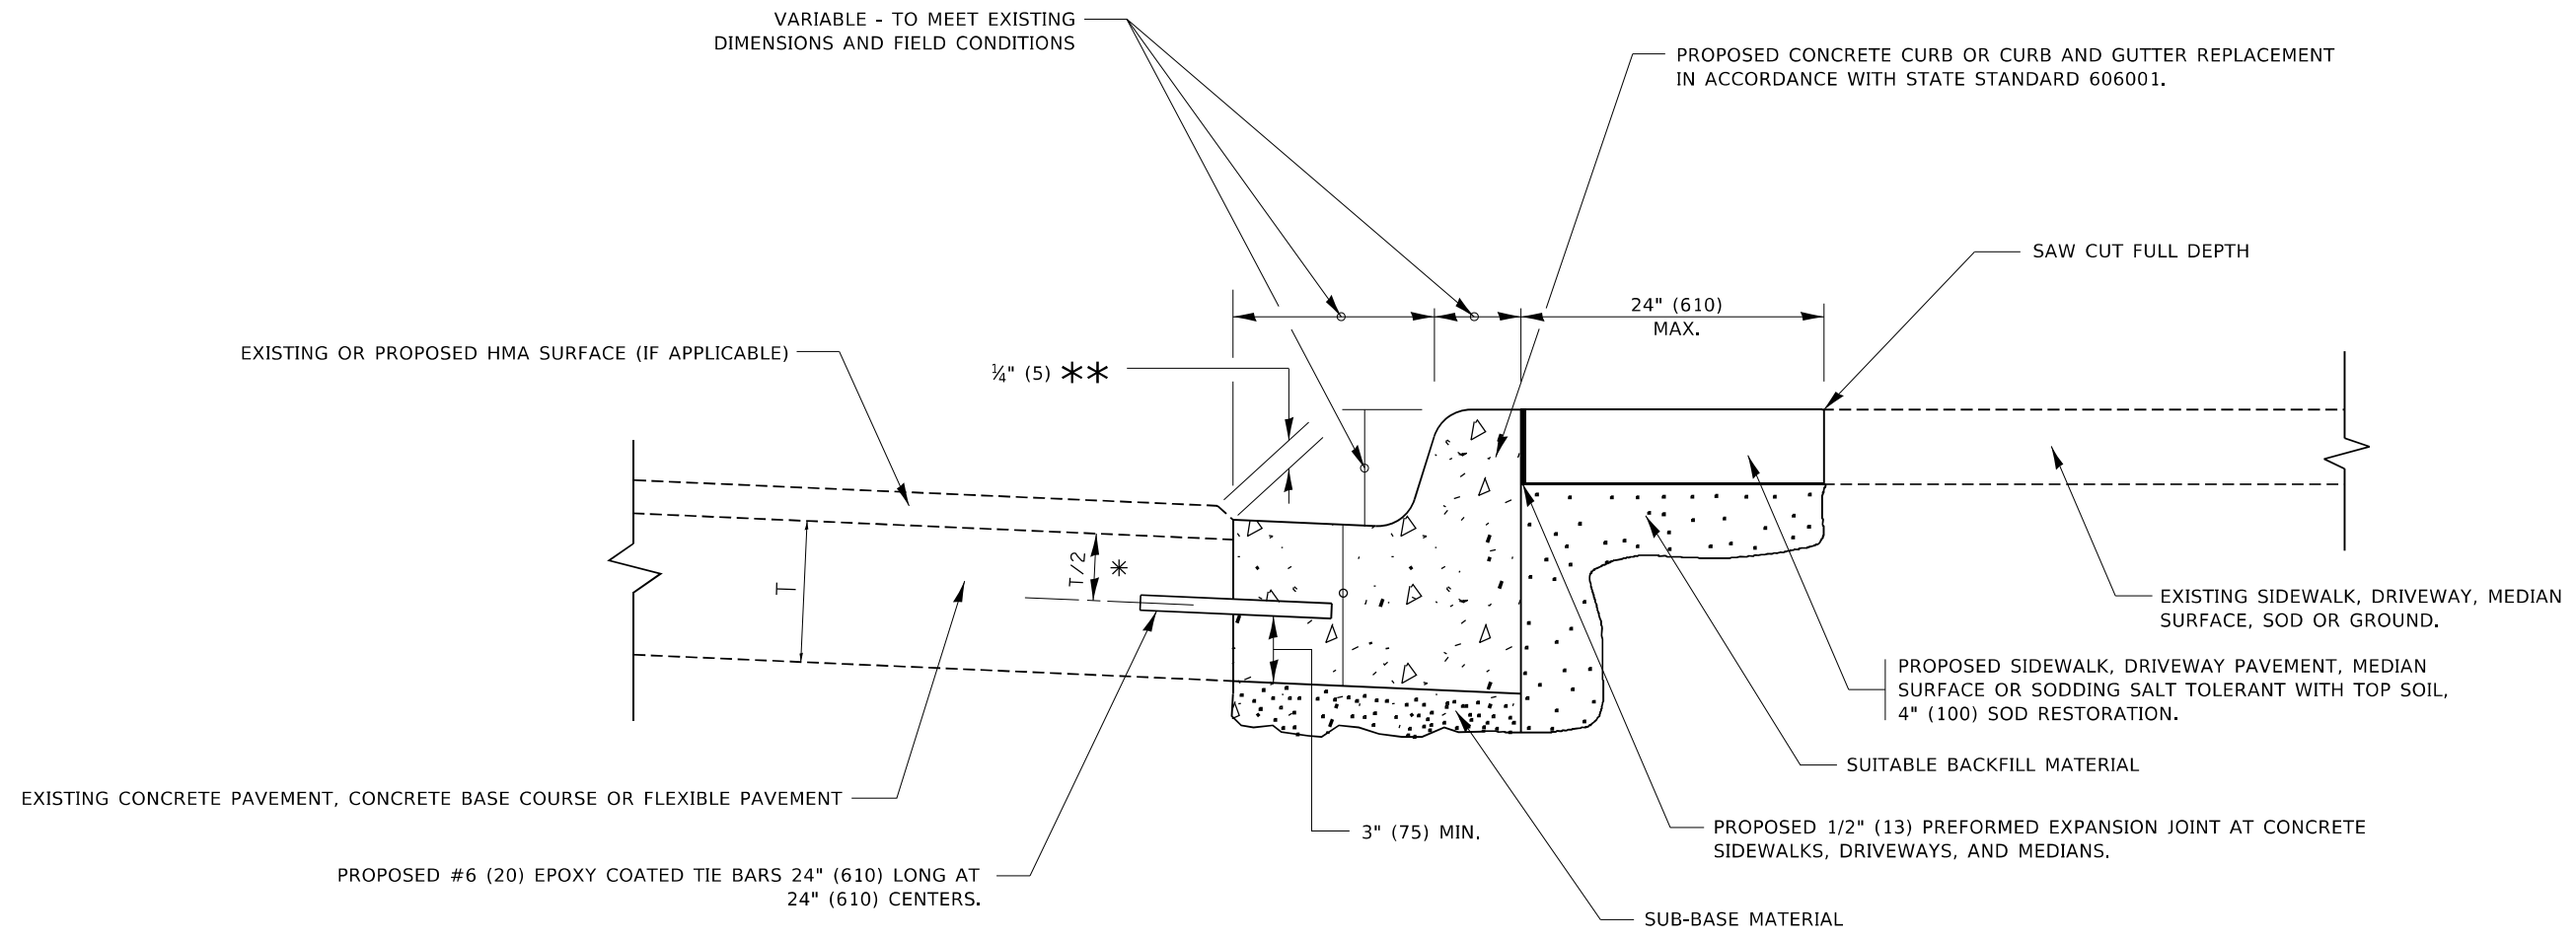 VARIABLE - TO MEET EXISTING
DIMENSIONS AND FIELD CONDITIONS
PROPOSED CONCRETE CURB OR CURB AND GUTTER REPLACEMENT
IN ACCORDANCE WITH STATE STANDARD 606001.
SAW CUT FULL DEPTH
24" (610)
MAX.
EXISTING OR PROPOSED HMA SURFACE (IF APPLICABLE)
¼" (5) **
T
T/2
*
EXISTING SIDEWALK, DRIVEWAY, MEDIAN
SURFACE, SOD OR GROUND.
PROPOSED SIDEWALK, DRIVEWAY PAVEMENT, MEDIAN
SURFACE OR SODDING SALT TOLERANT WITH TOP SOIL,
4" (100) SOD RESTORATION.
SUITABLE BACKFILL MATERIAL
EXISTING CONCRETE PAVEMENT, CONCRETE BASE COURSE OR FLEXIBLE PAVEMENT
3" (75) MIN.
PROPOSED 1/2" (13) PREFORMED EXPANSION JOINT AT CONCRETE
SIDEWALKS, DRIVEWAYS, AND MEDIANS.
PROPOSED #6 (20) EPOXY COATED TIE BARS 24" (610) LONG AT
24" (610) CENTERS.
SUB-BASE MATERIAL